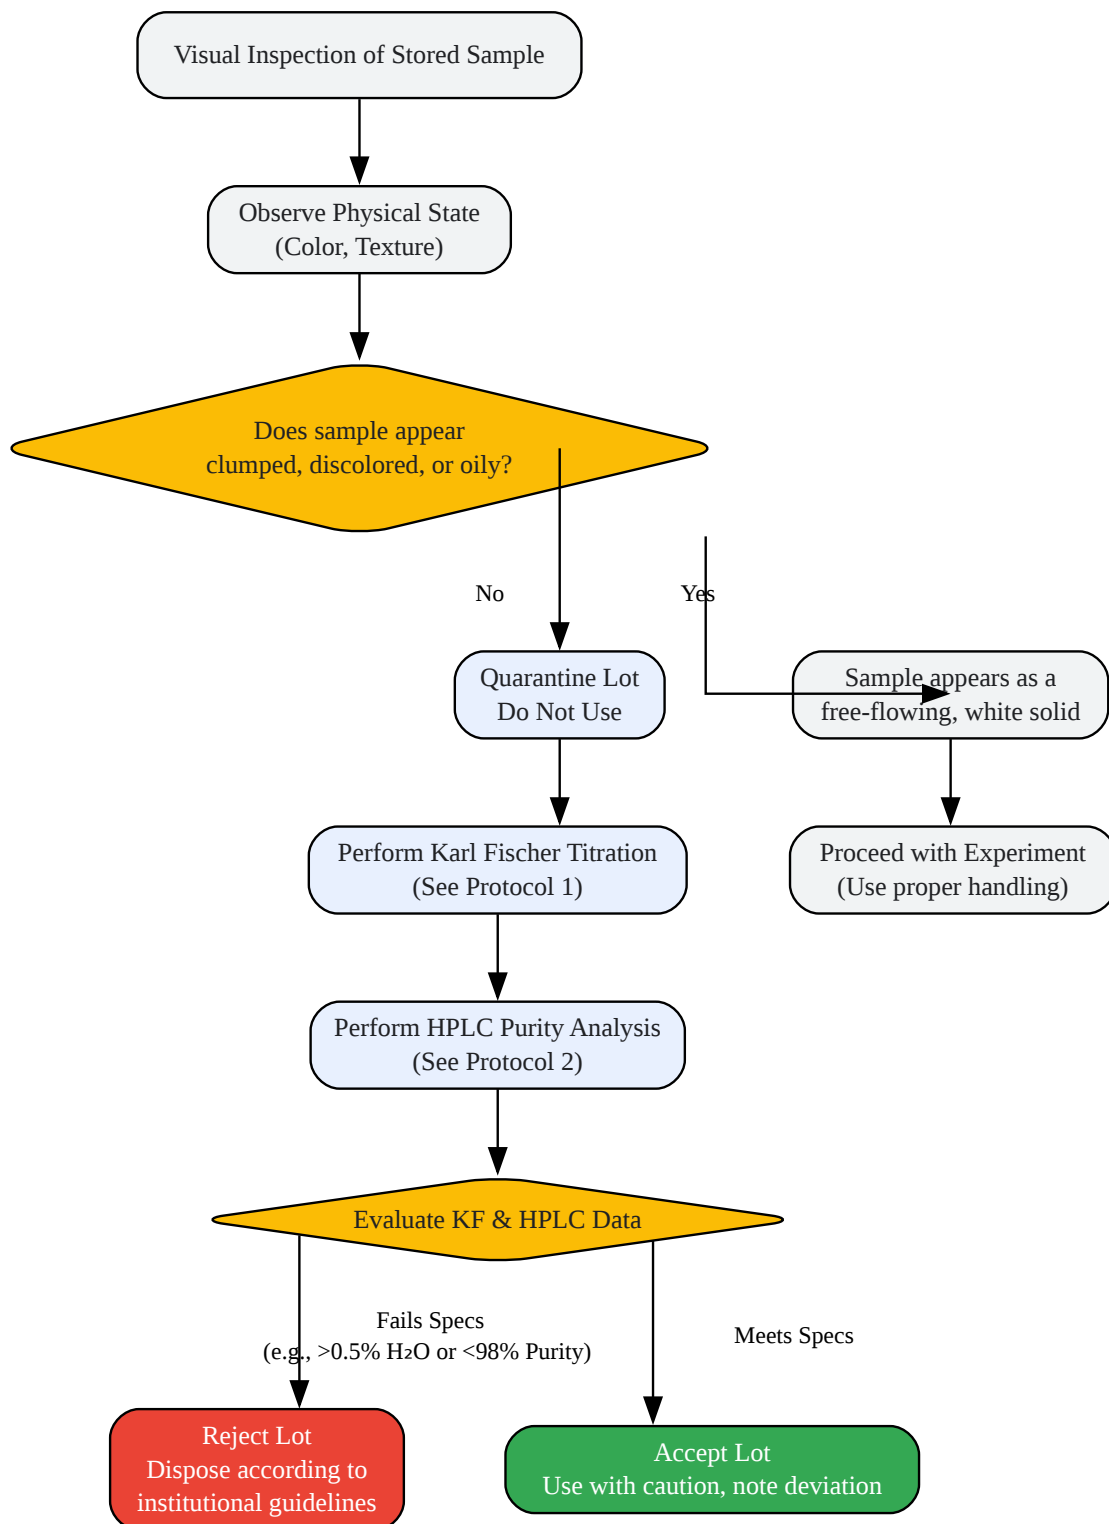 Visual Inspection of Stored Sample
Observe Physical State
(Color, Texture)
Does sample appear
clumped, discolored, or oily?
No
Yes
Quarantine Lot
Do Not Use
Sample appears as a
free-flowing, white solid
Perform Karl Fischer Titration
(See Protocol 1)
Proceed with Experiment
(Use proper handling)
Perform HPLC Purity Analysis
(See Protocol 2)
Evaluate KF & HPLC Data
Fails Specs
(e.g., >0.5% H₂O or <98% Purity)
Meets Specs
Reject Lot
Dispose according to
institutional guidelines
Accept Lot
Use with caution, note deviation